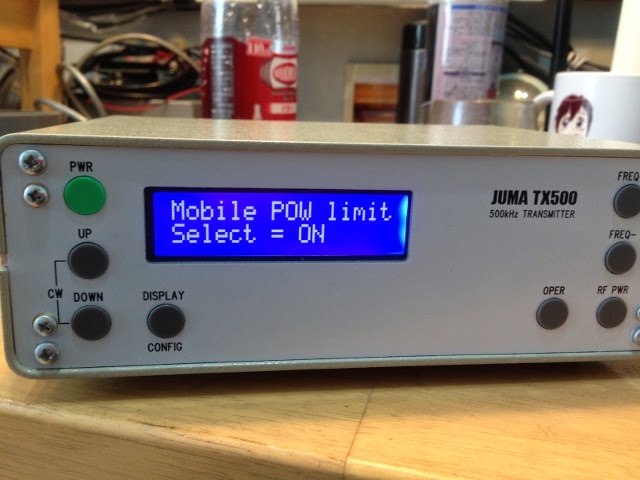 PWR
Mobile POW limit
Select = ON
JUMA TX500
500kHz TRANSMITTER
FREQ
UP
FREQ-
CW
DOWN
DISPLAY
CONFIG
OPER
RF PWR